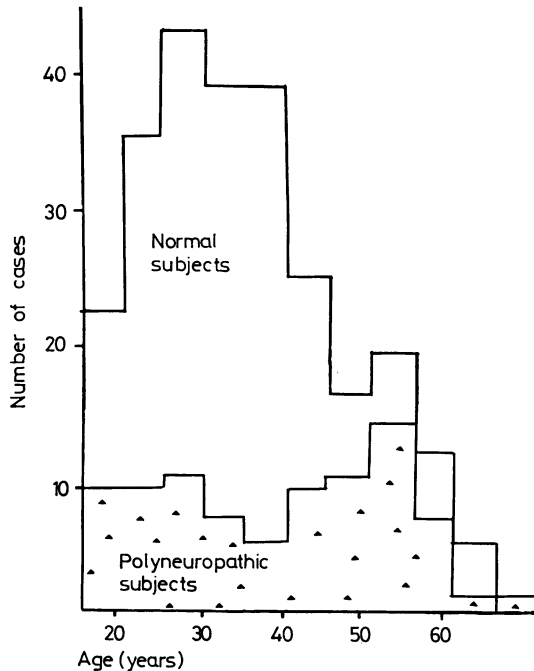 40
30
20
10
Number of cases
Normal
subjects
Polyneuropathic
subjects
20 30 40 50 60
Age (years)